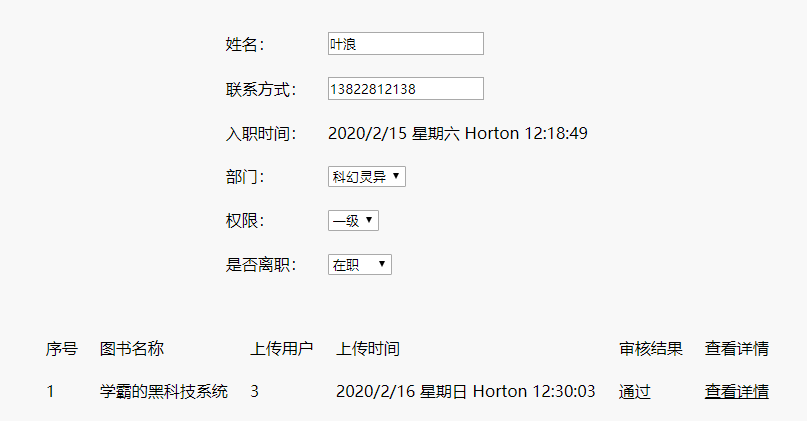 姓名： 叶浪
联系方式： 13822812138
入职时间： 2020/2/15 星期六 Horton 12:18:49
部门： 科幻灵异
权限： 一级
是否离职： 在职
序号 图书名称 上传用户 上传时间 审核结果 查看详情
1 学霸的黑科技系统 3 2020/2/16 星期日 Horton 12:30:03 通过 查看详情